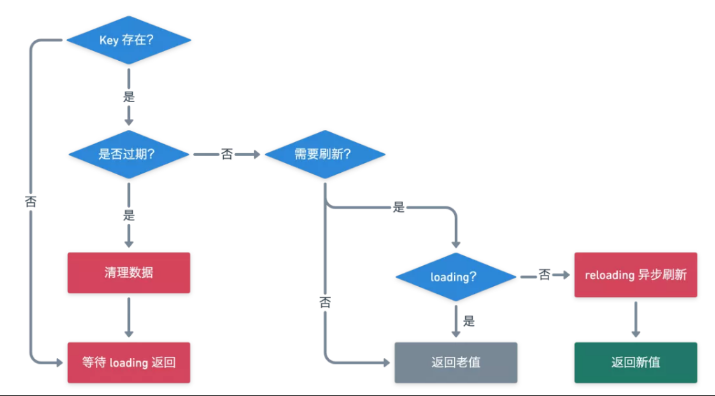 Key 存在?
是
是否过期?
否
需要刷新?
否
是
是
清理数据
loading?
否
reloading 异步刷新
否
是
等待 loading 返回
返回老值
返回新值